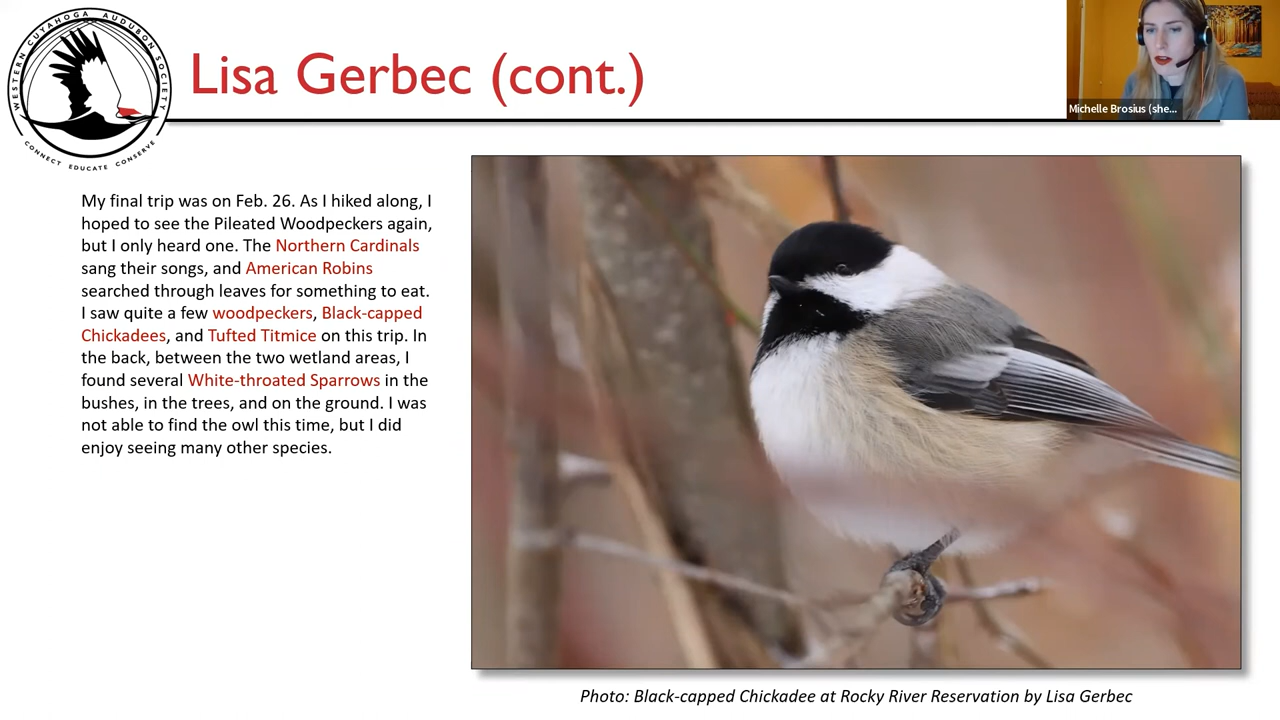 WESTERN CUYAHOGA AUDUBON SOCIETY
CONNECT EDUCATE CONSERVE
Lisa Gerbec (cont.)
Michelle Brosius (she...
My final trip was on Feb. 26. As I hiked along, I
hoped to see the Pileated Woodpeckers again,
but I only heard one. The Northern Cardinals
sang their songs, and American Robins
searched through leaves for something to eat.
I saw quite a few woodpeckers, Black-capped
Chickadees, and Tufted Titmice on this trip. In
the back, between the two wetland areas, I
found several White-throated Sparrows in the
bushes, in the trees, and on the ground. I was
not able to find the owl this time, but I did
enjoy seeing many other species.
Photo: Black-capped Chickadee at Rocky River Reservation by Lisa Gerbec